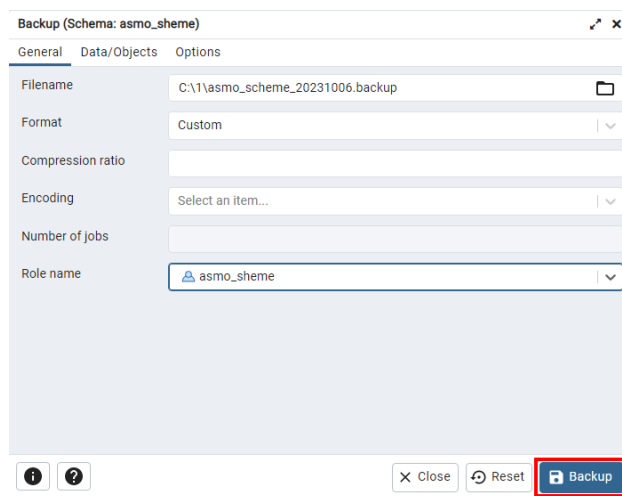 Backup (Schema: asmo_sheme)
General Data/Objects Options
Filename C:\1\asmo_scheme_20231006.backup
Format Custom
Compression ratio
Encoding Select an item...
Number of jobs
Role name asmo_sheme
Close Reset Backup